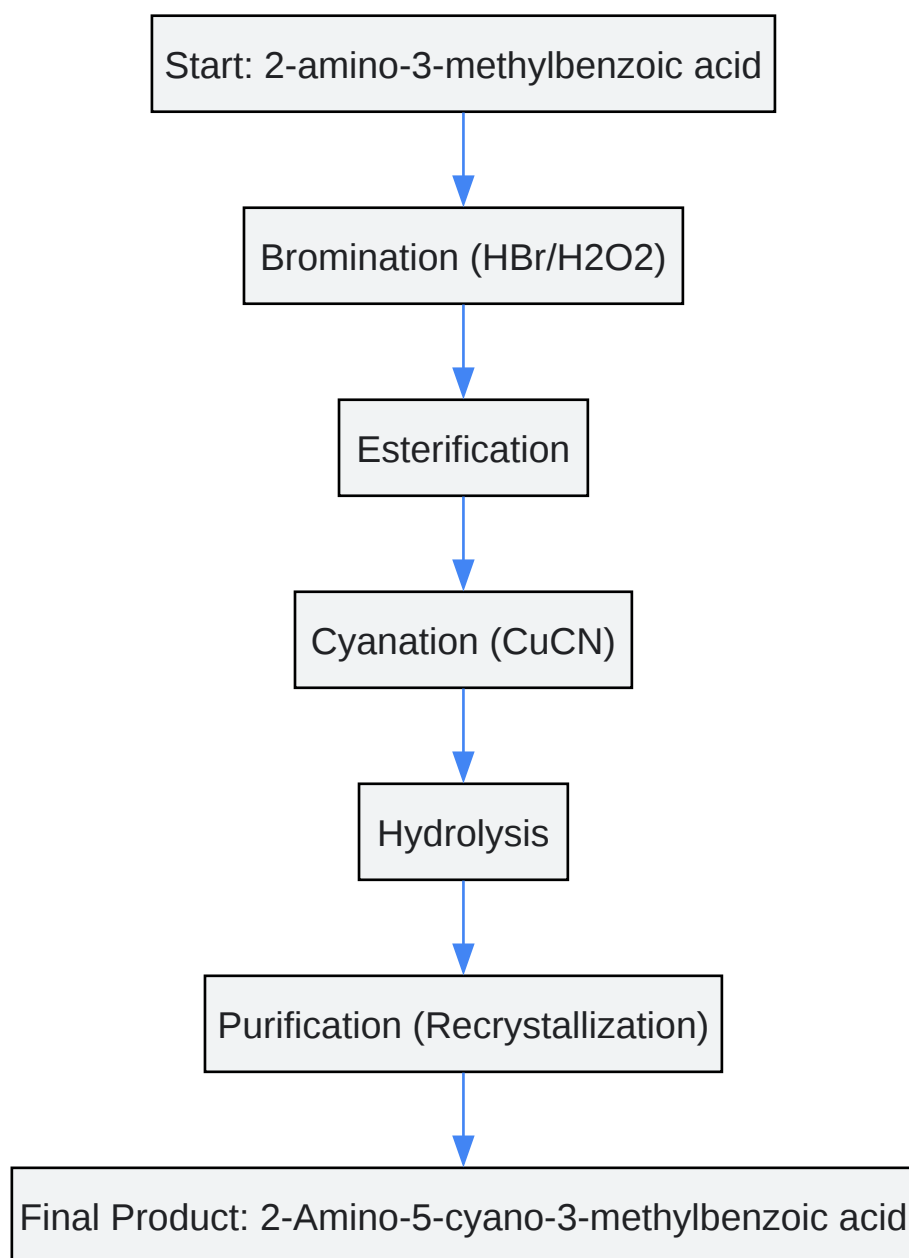 Start: 2-amino-3-methylbenzoic acid
Bromination (HBr/H2O2)
Esterification
Cyanation (CuCN)
Hydrolysis
Purification (Recrystallization)
Final Product: 2-Amino-5-cyano-3-methylbenzoic acid